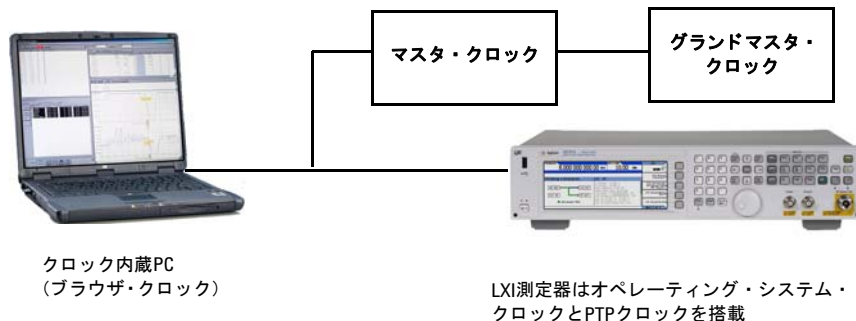 マスタ・クロック
グランドマスタ・
クロック
クロック内蔵PC
(ブラウザ・クロック)
LXI測定器はオペレーティング・システム・
クロックとPTPクロックを搭載